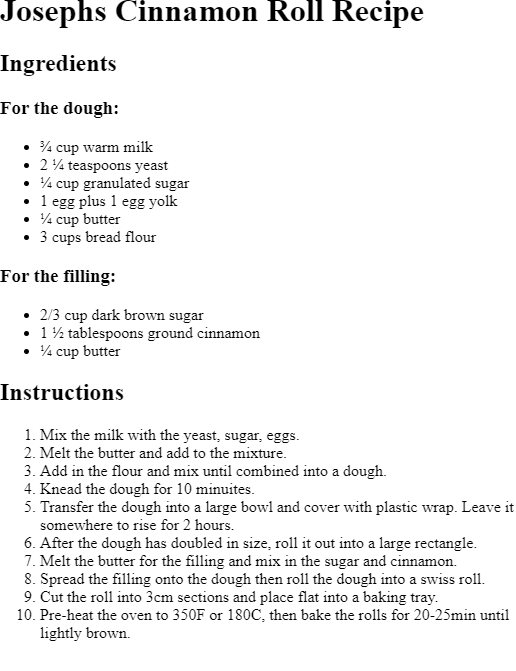 Josephs Cinnamon Roll Recipe
Ingredients
For the dough:
• ¾ cup warm milk
• 2 ¼ teaspoons yeast
• ¼ cup granulated sugar
• 1 egg plus 1 egg yolk
• ¼ cup butter
• 3 cups bread flour
For the filling:
• 2/3 cup dark brown sugar
• 1 ½ tablespoons ground cinnamon
• ¼ cup butter
Instructions
1. Mix the milk with the yeast, sugar, eggs.
2. Melt the butter and add to the mixture.
3. Add in the flour and mix until combined into a dough.
4. Knead the dough for 10 minuites.
5. Transfer the dough into a large bowl and cover with plastic wrap. Leave it
somewhere to rise for 2 hours.
6. After the dough has doubled in size, roll it out into a large rectangle.
7. Melt the butter for the filling and mix in the sugar and cinnamon.
8. Spread the filling onto the dough then roll the dough into a swiss roll.
9. Cut the roll into 3cm sections and place flat into a baking tray.
10. Pre-heat the oven to 350F or 180C, then bake the rolls for 20-25min until
lightly brown.